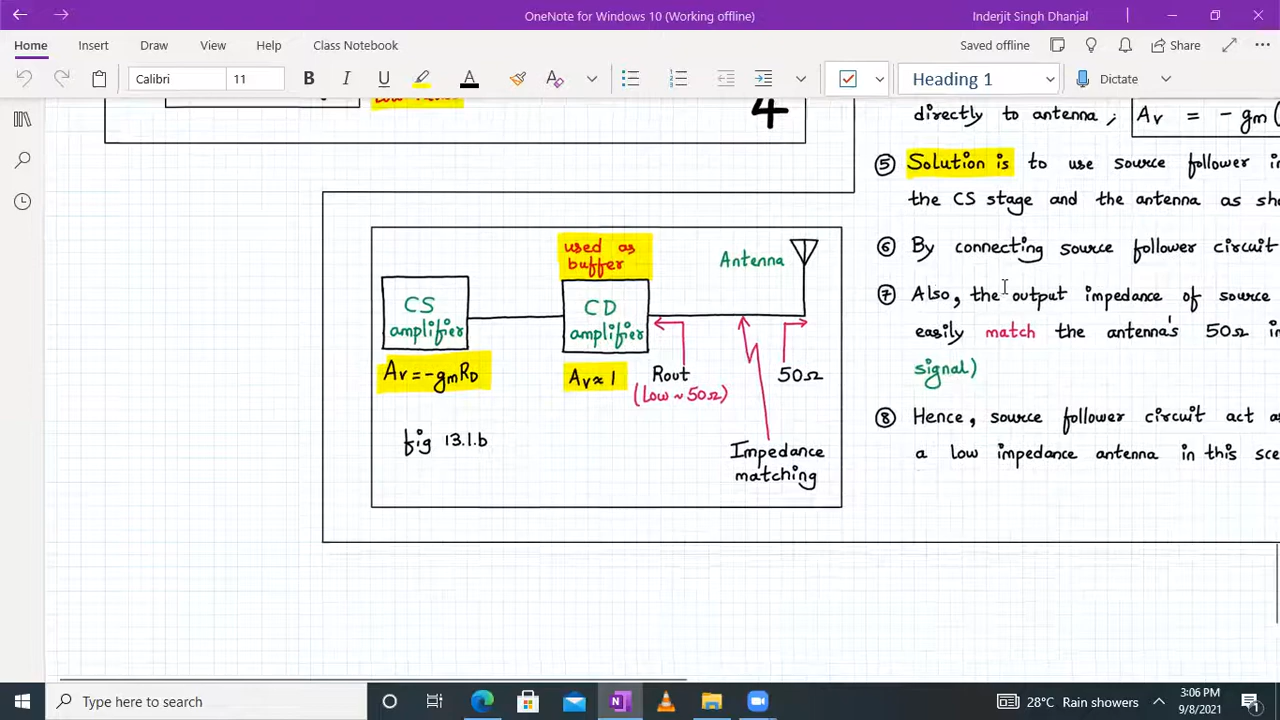 OneNote for Windows 10 (Working offline)
Inderjit Singh Dhanjal
Home Insert Draw View Help Class Notebook
Saved offline
Share
Calibri 11 B I U A Heading 1 Dictate
4
directly to antenna ; Av = - gm(
⑤ Solution is to use source follower
the CS stage and the antenna as
⑥ By connecting source follower circuit
⑦ Also, the output impedance of source
easily match the antenna's 50Ω
signal)
⑧ Hence, source follower circuit act
a low impedance antenna in this
used as
buffer
Antenna
CS
amplifier
CD
amplifier
Av = -gmRD
Av ≈ 1
Rout
(low ~ 50Ω)
50Ω
fig 13.1.b
Impedance
matching
Type here to search
28°C Rain showers
3:06 PM
9/8/2021
1